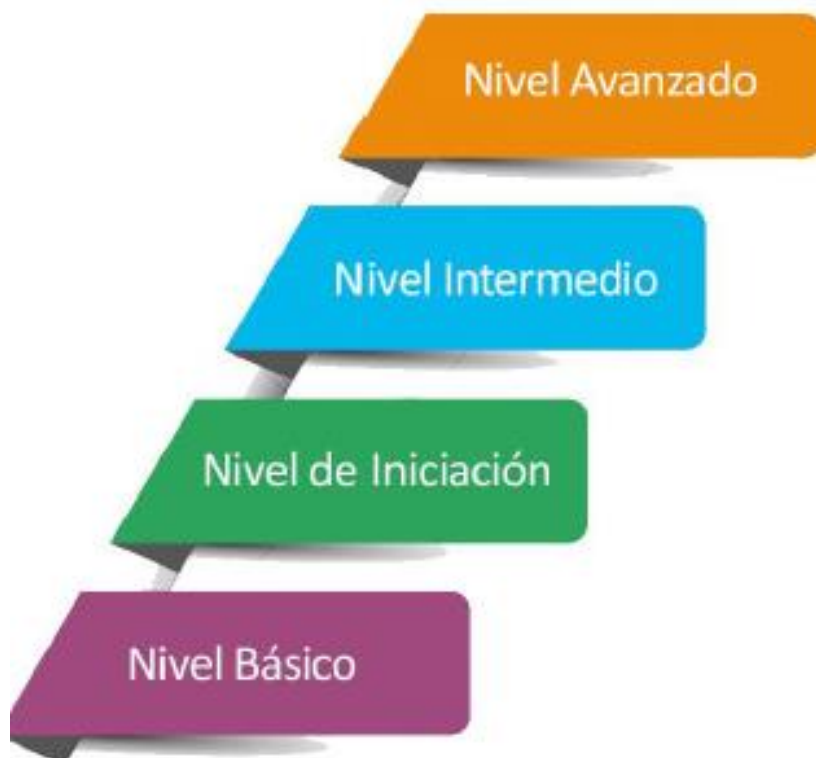 Nivel Avanzado
Nivel Intermedio
Nivel de Iniciación
Nivel Básico